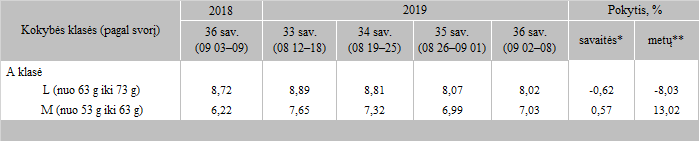 Kokybės klasės (pagal svorį) 2018 2019 Pokytis, %
36 sav. (09 03–09) 33 sav. (08 12–18) 34 sav. (08 19–25) 35 sav. (08 26–09 01) 36 sav. (09 02–08) savaitės* metų**
A klasė
L (nuo 63 g iki 73 g) 8,72 8,89 8,81 8,07 8,02 -0,62 -8,03
M (nuo 53 g iki 63 g) 6,22 7,65 7,32 6,99 7,03 0,57 13,02